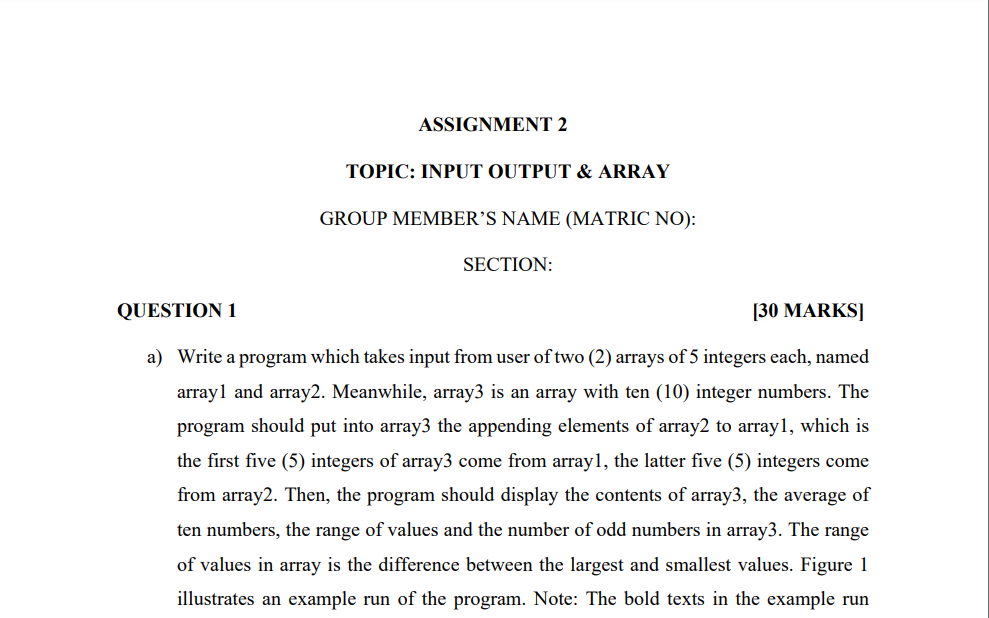 ASSIGNMENT 2
TOPIC: INPUT OUTPUT & ARRAY
GROUP MEMBER’S NAME (MATRIC NO):
SECTION:
QUESTION 1 [30 MARKS]
a) Write a program which takes input from user of two (2) arrays of 5 integers each, named
array1 and array2. Meanwhile, array3 is an array with ten (10) integer numbers. The
program should put into array3 the appending elements of array2 to array1, which is
the first five (5) integers of array3 come from array1, the latter five (5) integers come
from array2. Then, the program should display the contents of array3, the average of
ten numbers, the range of values and the number of odd numbers in array3. The range
of values in array is the difference between the largest and smallest values. Figure 1
illustrates an example run of the program. Note: The bold texts in the example run